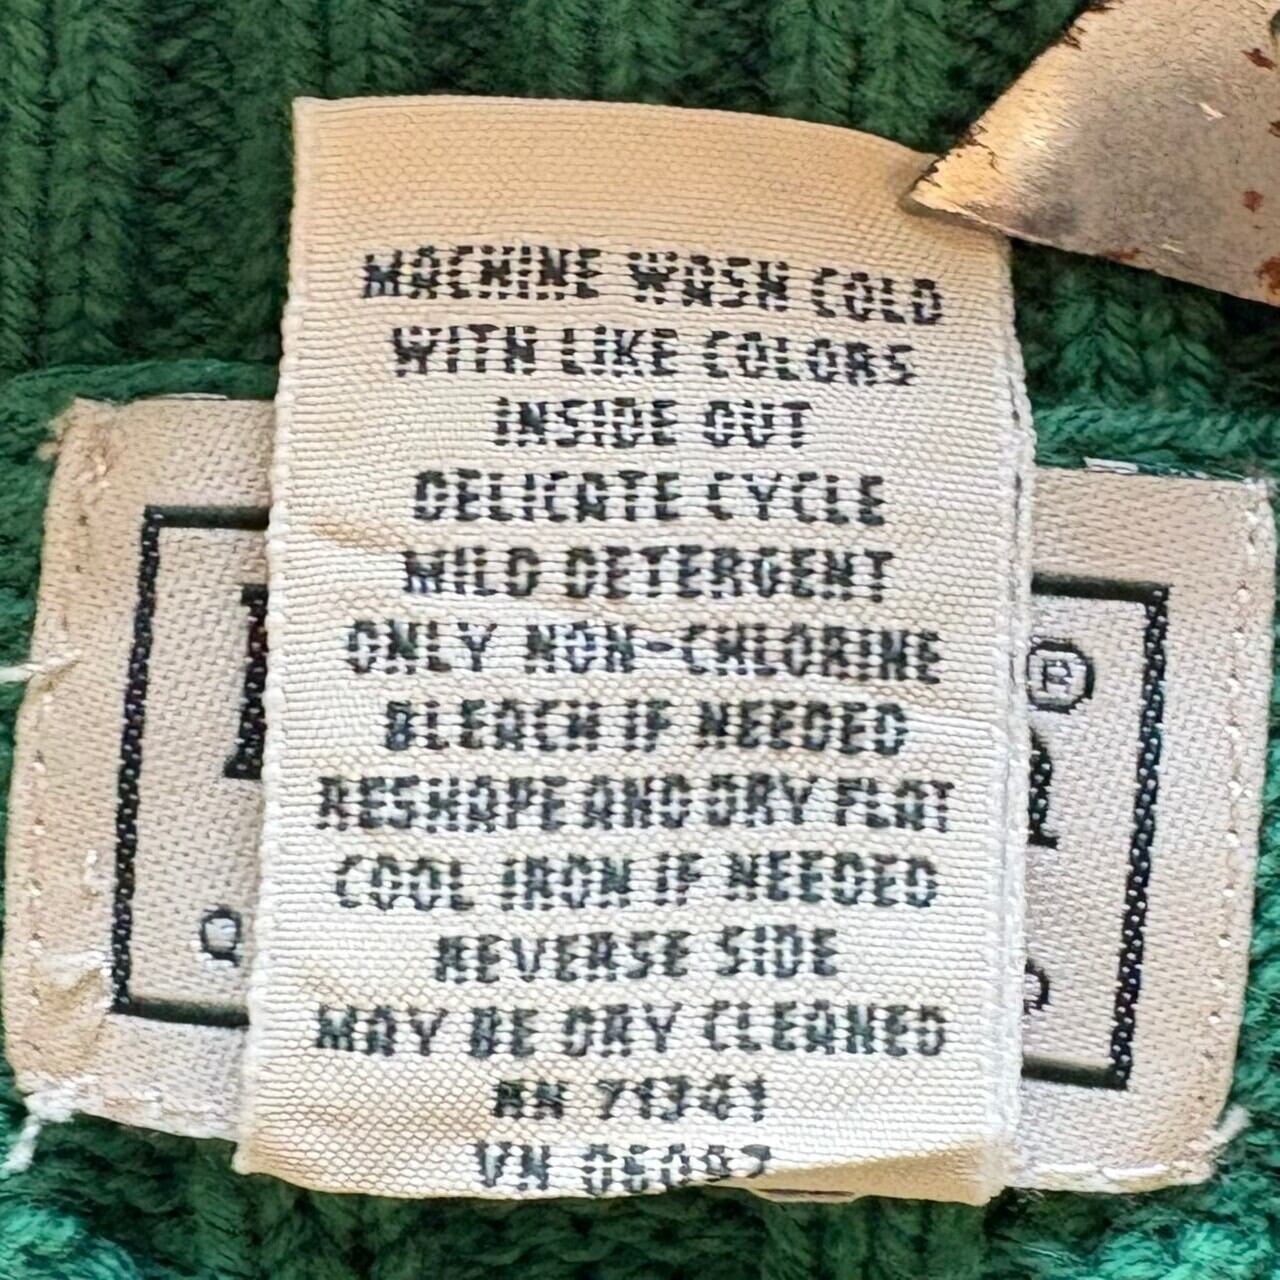 MACHINE WASH COLD
WITH LIKE COLORS
INSIDE OUT
DELICATE CYCLE
MILD DETERGENT
ONLY NON-CHLORINE
BLEACH IF NEEDED
RESHAPE AND DRY FLAT
COOL IRON IF NEEDED
REVERSE SIDE
MAY BE DRY CLEANED
RN 71341
VN
®
Q